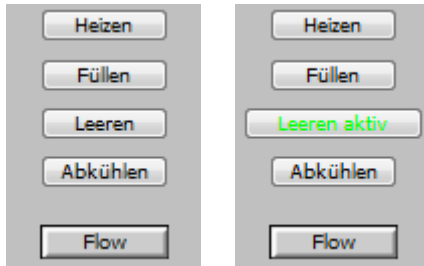 Heizen
Füllen
Leeren
Abkühlen
Flow
Heizen
Füllen
Leeren aktiv
Abkühlen
Flow